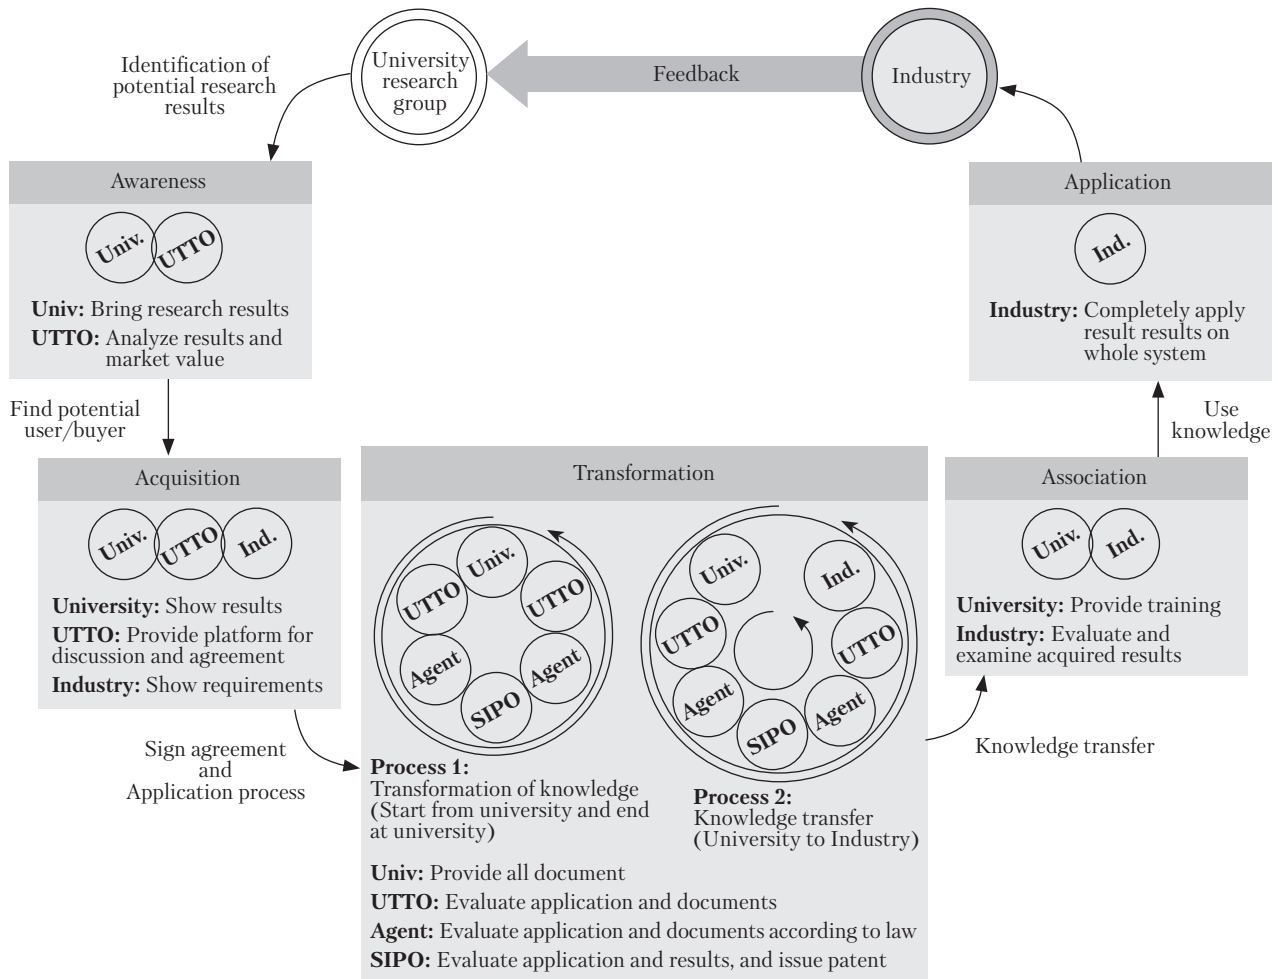 Identification of
potential research
results
University
research
group
Feedback
Industry
Awareness
Univ.
UTTO
Univ: Bring research results
UTTO: Analyze results and
market value
Find potential
user/buyer
Acquisition
Univ.
UTTO
Ind.
University: Show results
UTTO: Provide platform for
discussion and agreement
Industry: Show requirements
Sign agreement
and
Application process
Transformation
Univ.
UTTO
UTTO
Agent
Agent
SIPO
Process 1:
Transformation of knowledge
(Start from university and end
at university)
Univ.
Ind.
UTTO
UTTO
Agent
Agent
SIPO
Process 2:
Knowledge transfer
(University to Industry)
Univ: Provide all document
UTTO: Evaluate application and documents
Agent: Evaluate application and documents according to law
SIPO: Evaluate application and results, and issue patent
Knowledge transfer
Association
Univ.
Ind.
University: Provide training
Industry: Evaluate and
examine acquired results
Use
knowledge
Application
Ind.
Industry: Completely apply
result results on
whole system